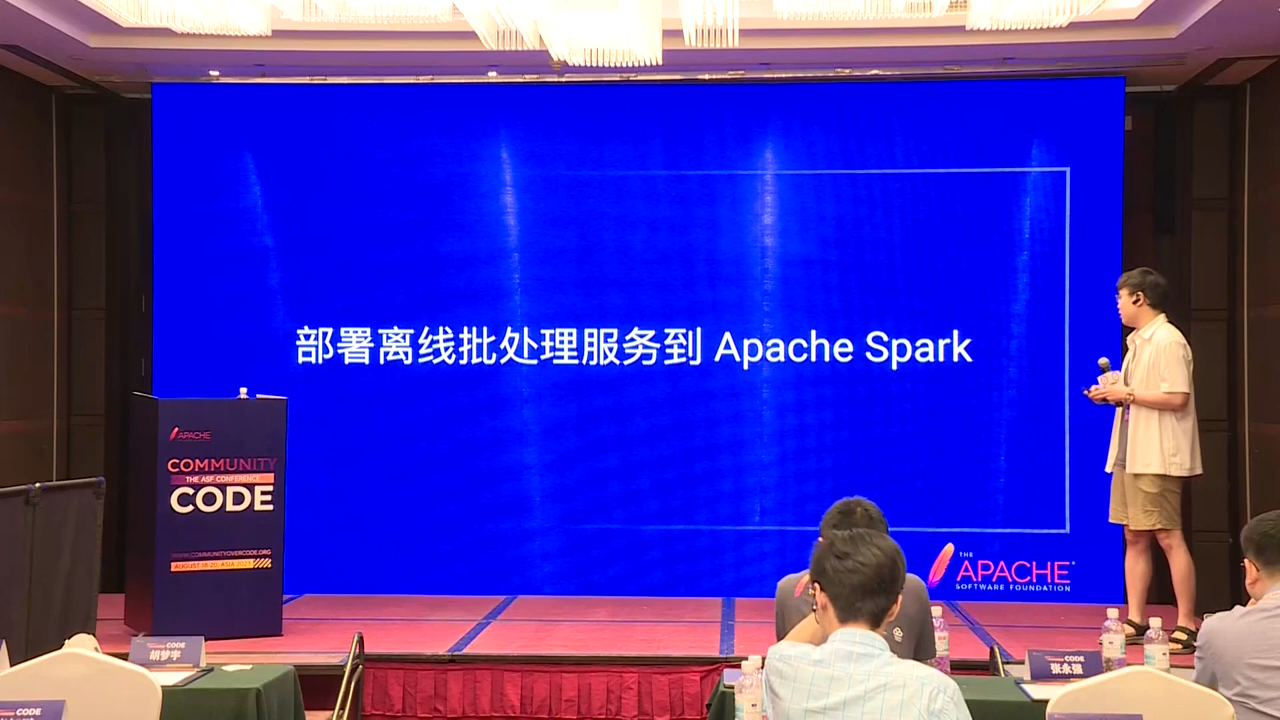 部署离线批处理服务到 Apache Spark
THE
APACHE
SOFTWARE FOUNDATION
APACHE
COMMUNITY
THE ASF CONFERENCE
CODE
WWW.COMMUNITYOVERCODE.ORG
AUGUST 18-20, ASIA 2023
CODE
胡梦宇
CODE
张永强
CODE